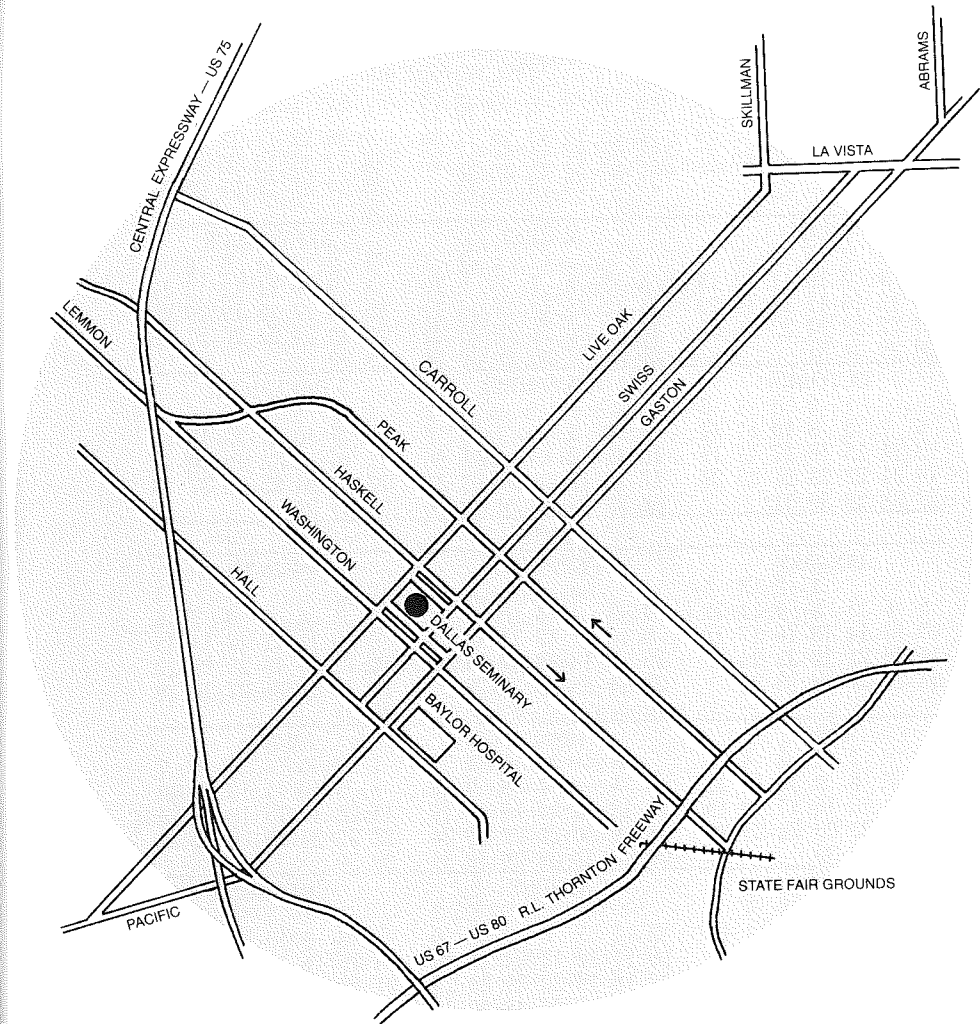 CENTRAL EXPRESSWAY — US 75
SKILLMAN
ABRAMS
LA VISTA
LEMMON
LIVE OAK
CARROLL
SWISS
GASTON
PEAK
HASKELL
WASHINGTON
HALL
DALLAS SEMINARY
BAYLOR HOSPITAL
US 67 — US 80 R.L. THORNTON FREEWAY
STATE FAIR GROUNDS
PACIFIC